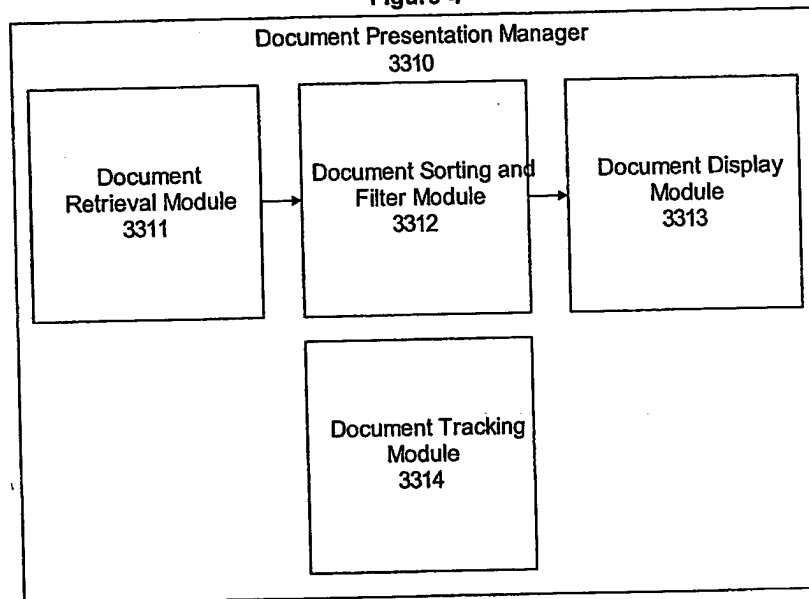 Document Presentation Manager
3310
Document
Retrieval Module
3311
Document Sorting and
Filter Module
3312
Document Display
Module
3313
Document Tracking
Module
3314